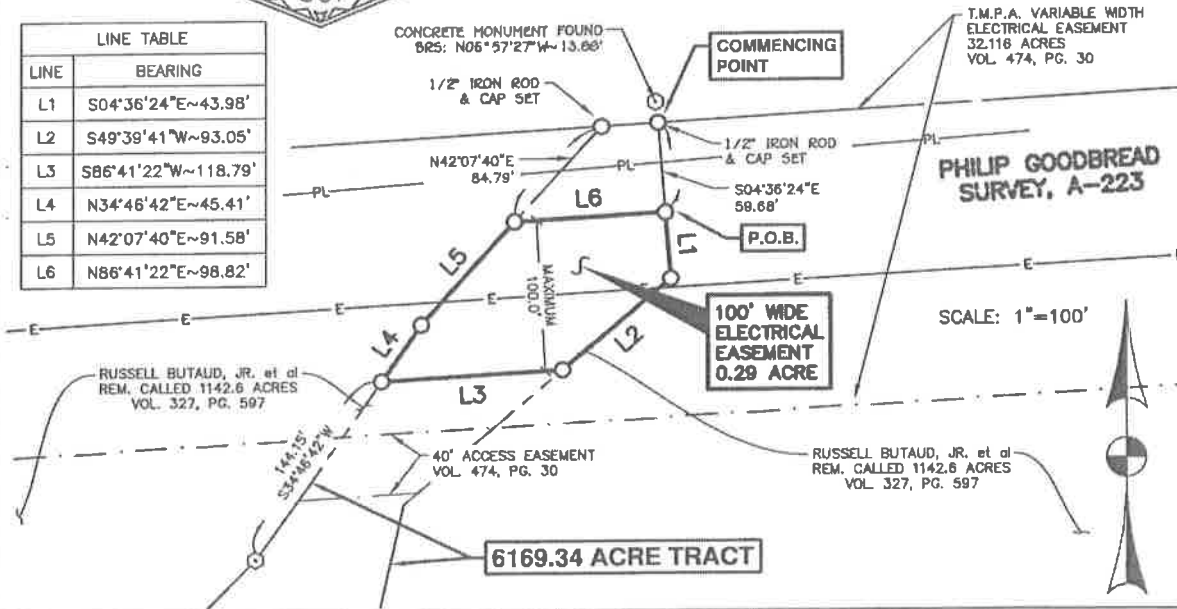 LINE TABLE
LINE BEARING
L1 S04°36'24"E~43.98'
L2 S49°39'41"W~93.05'
L3 S86°41'22"W~118.79'
L4 N34°46'42"E~45.41'
L5 N42°07'40"E~91.58'
L6 N86°41'22"E~98.82'
CONCRETE MONUMENT FOUND
BRS: N06°57'27"W~13.66'
1/2" IRON ROD
& CAP SET
COMMENCING
POINT
T.M.P.A. VARIABLE WIDTH
ELECTRICAL EASEMENT
32.116 ACRES
VOL. 474, PG. 30
1/2" IRON ROD
& CAP SET
PL
PL
PL
N42°07'40"E
84.79'
S04°36'24"E
59.68'
PHILIP GOODBREAD
SURVEY, A-223
L6
P.O.B.
L1
L5
MAXIMUM
100.0'
E
E
E
E
E
E
100' WIDE
ELECTRICAL
EASEMENT
0.29 ACRE
SCALE: 1"=100'
L4
L2
L3
RUSSELL BUTAUD, JR. et al
REM. CALLED 1142.6 ACRES
VOL. 327, PG. 597
144.15'
S34°46'42"W
40' ACCESS EASEMENT
VOL. 474, PG. 30
RUSSELL BUTAUD, JR. et al
REM. CALLED 1142.6 ACRES
VOL. 327, PG. 597
6169.34 ACRE TRACT